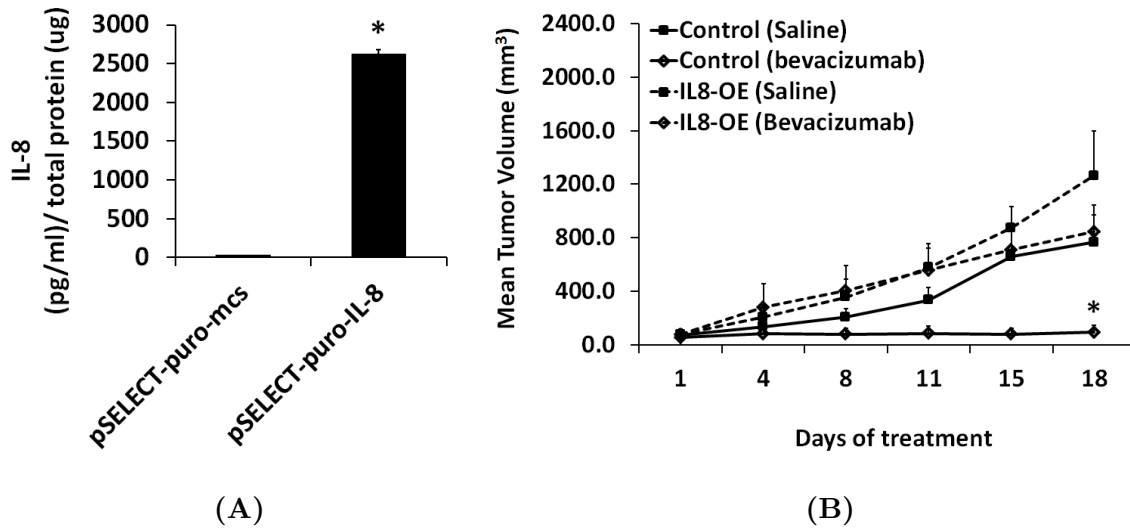 IL-8
(pg/ml)/ total protein (ug)
3000
2500
2000
1500
1000
500
0
*
pSELECT-puro-mcs
pSELECT-puro-IL-8
(A)
Mean Tumor Volume (mm³)
2400.0
2000.0
1600.0
1200.0
800.0
400.0
0.0
Control (Saline)
Control (bevacizumab)
IL8-OE (Saline)
IL8-OE (Bevacizumab)
*
1 4 8 11 15 18
Days of treatment
(B)